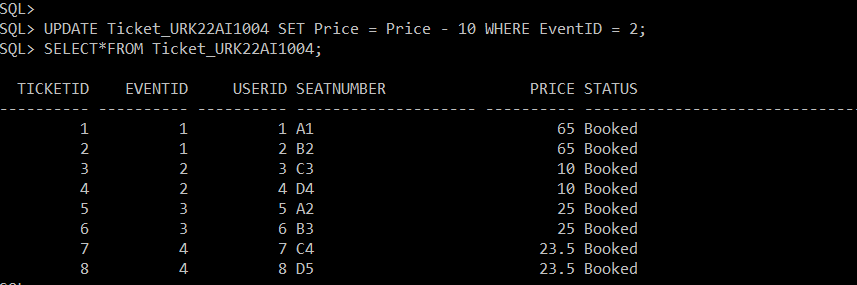 SQL>
SQL> UPDATE Ticket_URK22AI1004 SET Price = Price - 10 WHERE EventID = 2;
SQL> SELECT*FROM Ticket_URK22AI1004;
  TICKETID    EVENTID     USERID SEATNUMBER                PRICE STATUS
---------- ---------- ---------- -------------------- ---------- ------------------------------
         1          1          1 A1                           65 Booked
         2          1          2 B2                           65 Booked
         3          2          3 C3                           10 Booked
         4          2          4 D4                           10 Booked
         5          3          5 A2                           25 Booked
         6          3          6 B3                           25 Booked
         7          4          7 C4                         23.5 Booked
         8          4          8 D5                         23.5 Booked